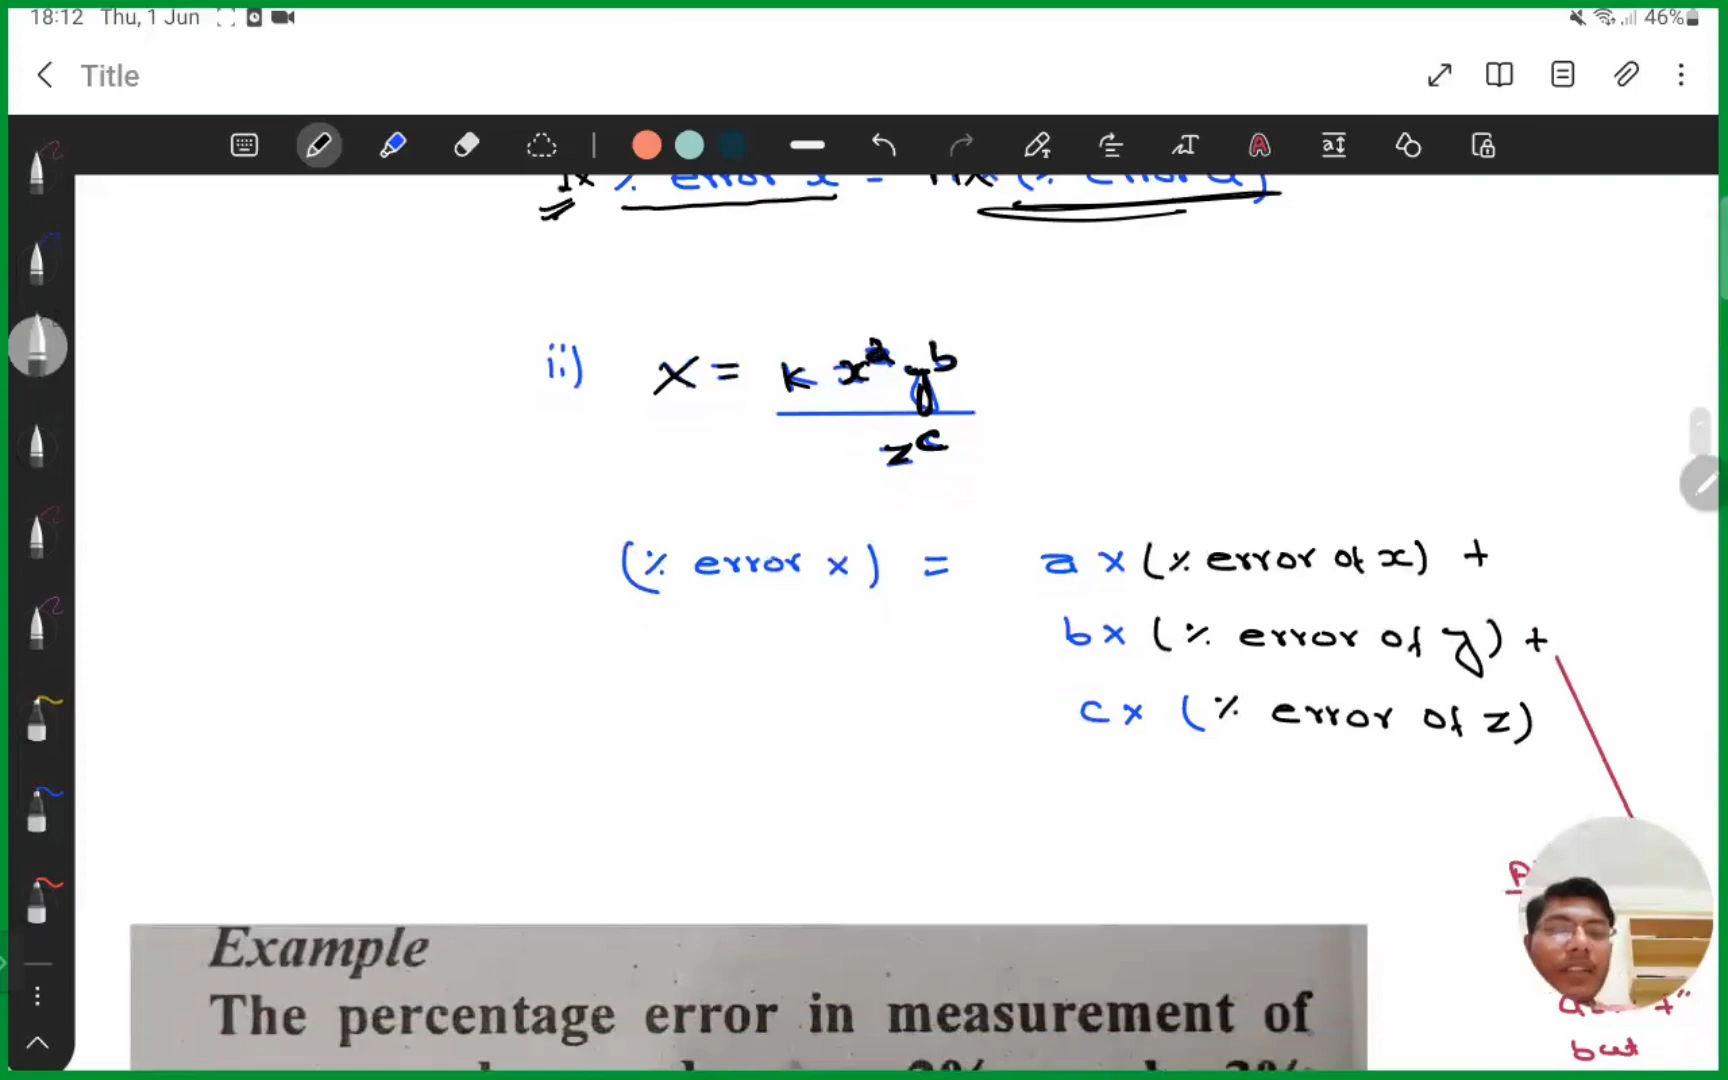 18:12 Thu, 1 Jun
46%
Title
% error x =
ii) X = k x^a y^b
z^c
(% error x) = a x (% error of x) +
b x (% error of y) +
c x (% error of z)
Example
The percentage error in measurement of
but